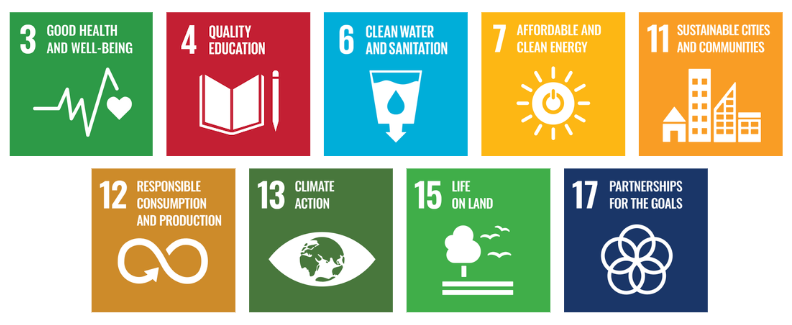 3 GOOD HEALTH
AND WELL-BEING
4 QUALITY
EDUCATION
6 CLEAN WATER
AND SANITATION
7 AFFORDABLE AND
CLEAN ENERGY
11 SUSTAINABLE CITIES
AND COMMUNITIES
12 RESPONSIBLE
CONSUMPTION
AND PRODUCTION
13 CLIMATE
ACTION
15 LIFE
ON LAND
17 PARTNERSHIPS
FOR THE GOALS